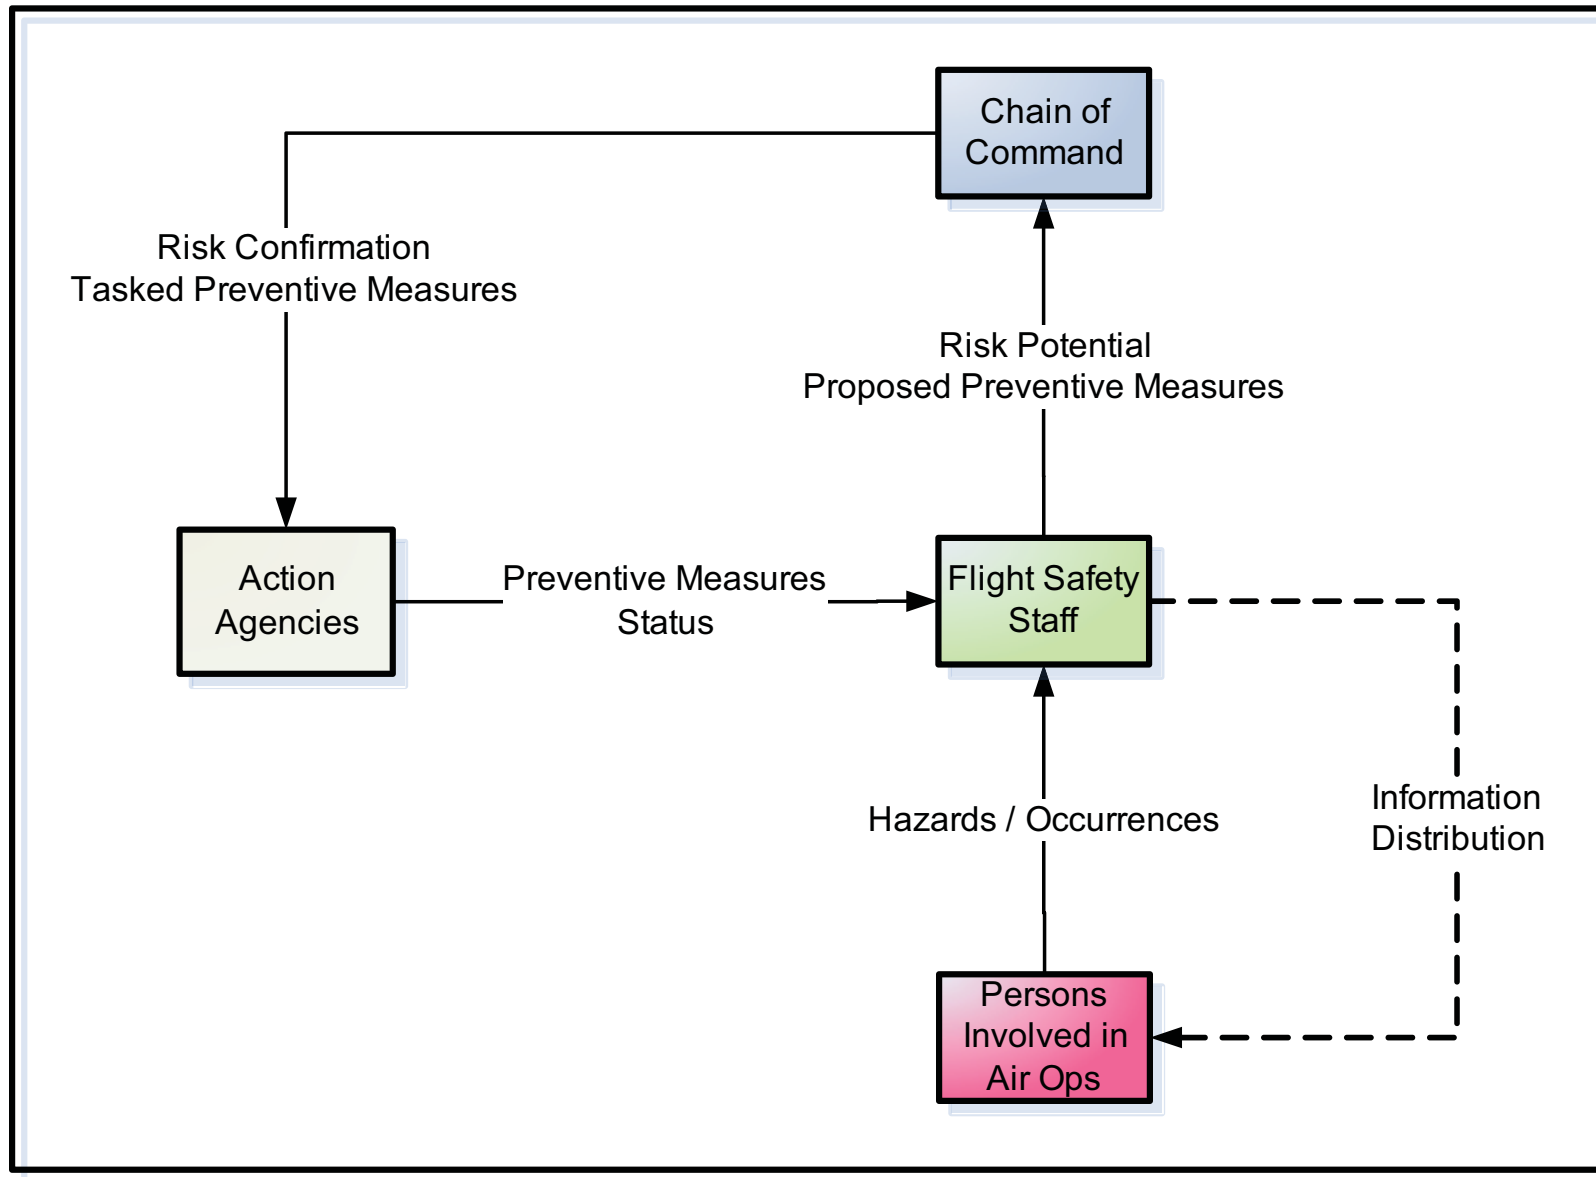 Chain of
Command
Risk Confirmation
Tasked Preventive Measures
Risk Potential
Proposed Preventive Measures
Action
Agencies
Preventive Measures
Status
Flight Safety
Staff
Hazards / Occurrences
Information
Distribution
Persons
Involved in
Air Ops